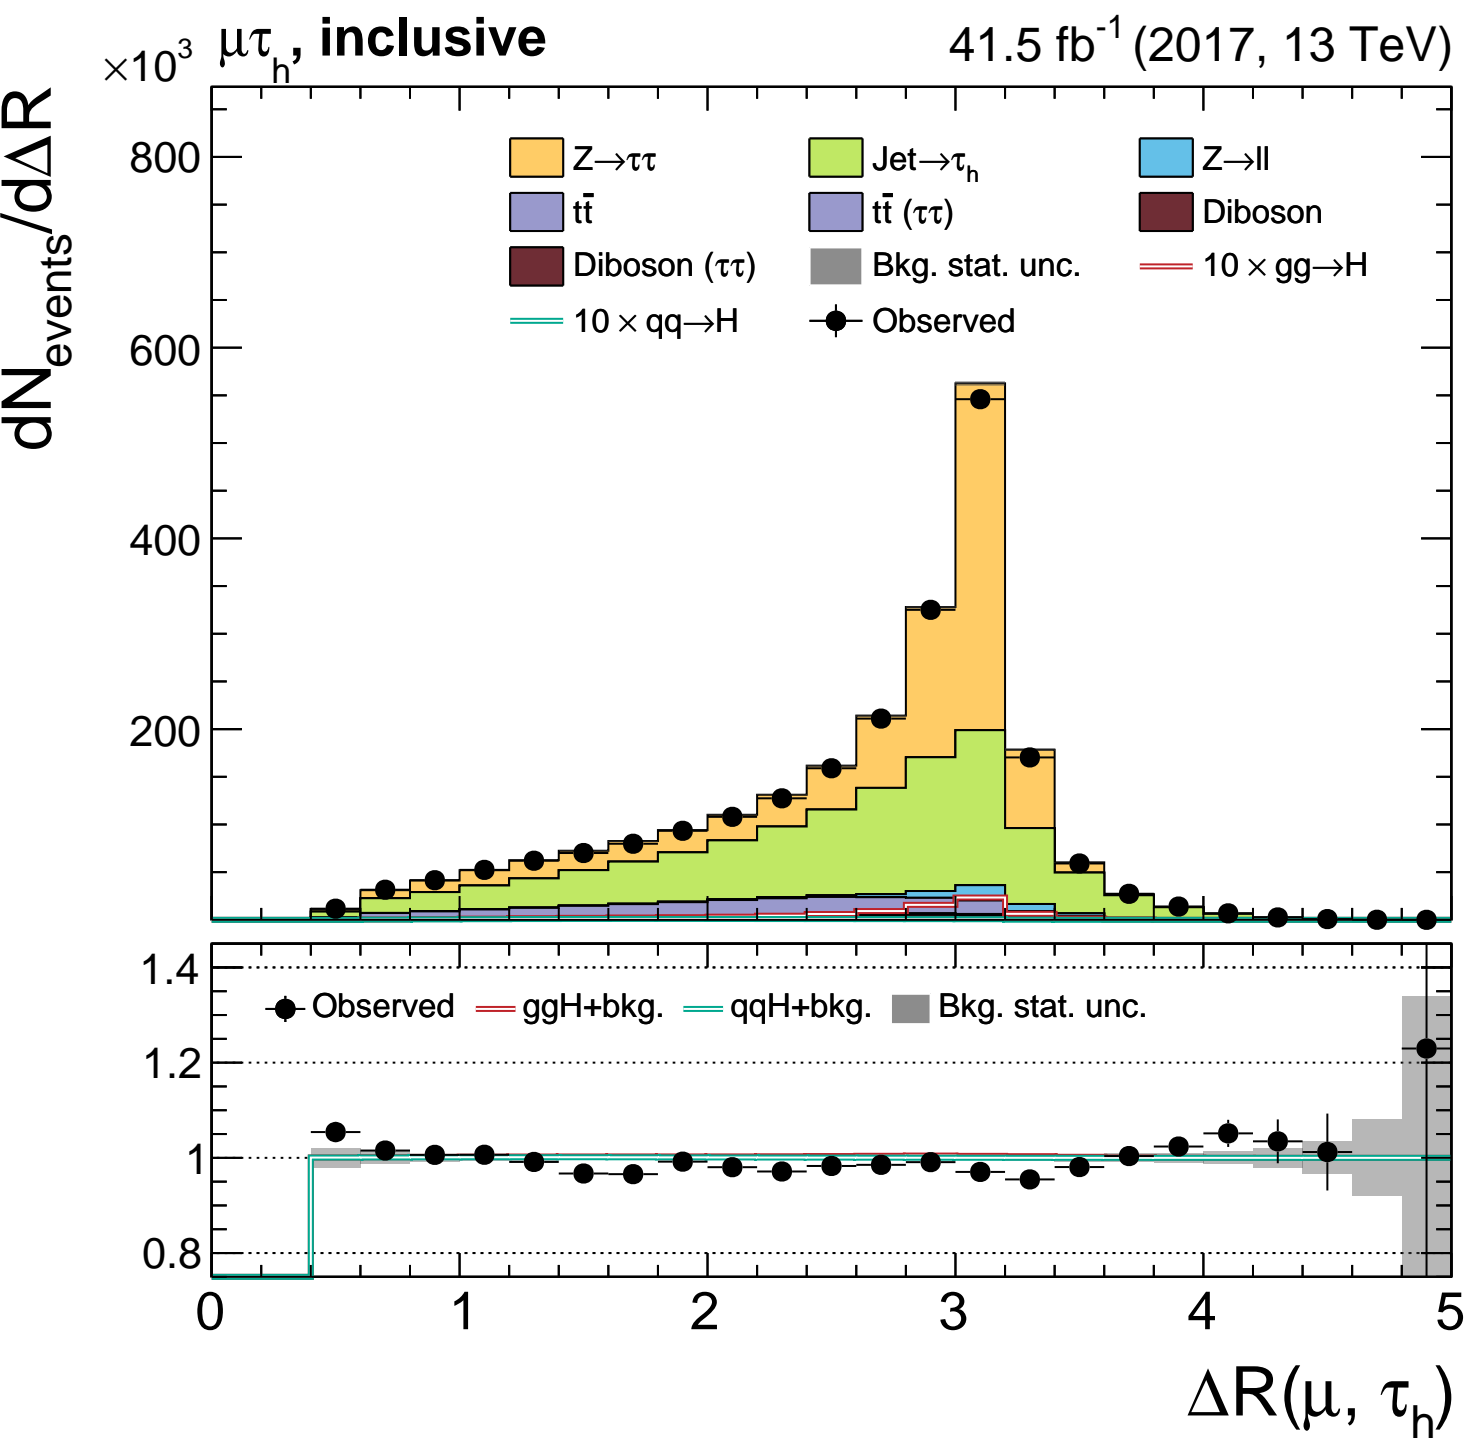 ×10³ μτₕ, inclusive 41.5 fb⁻¹ (2017, 13 TeV)
dN_events/dΔR
800
600
400
200
Z→ττ Jet→τₕ Z→ll
tt̄ tt̄ (ττ) Diboson
Diboson (ττ) Bkg. stat. unc. 10 × gg→H
10 × qq→H Observed
1.4
1.2
1
0.8
Observed ggH+bkg. qqH+bkg. Bkg. stat. unc.
0 1 2 3 4 5
ΔR(μ, τₕ)